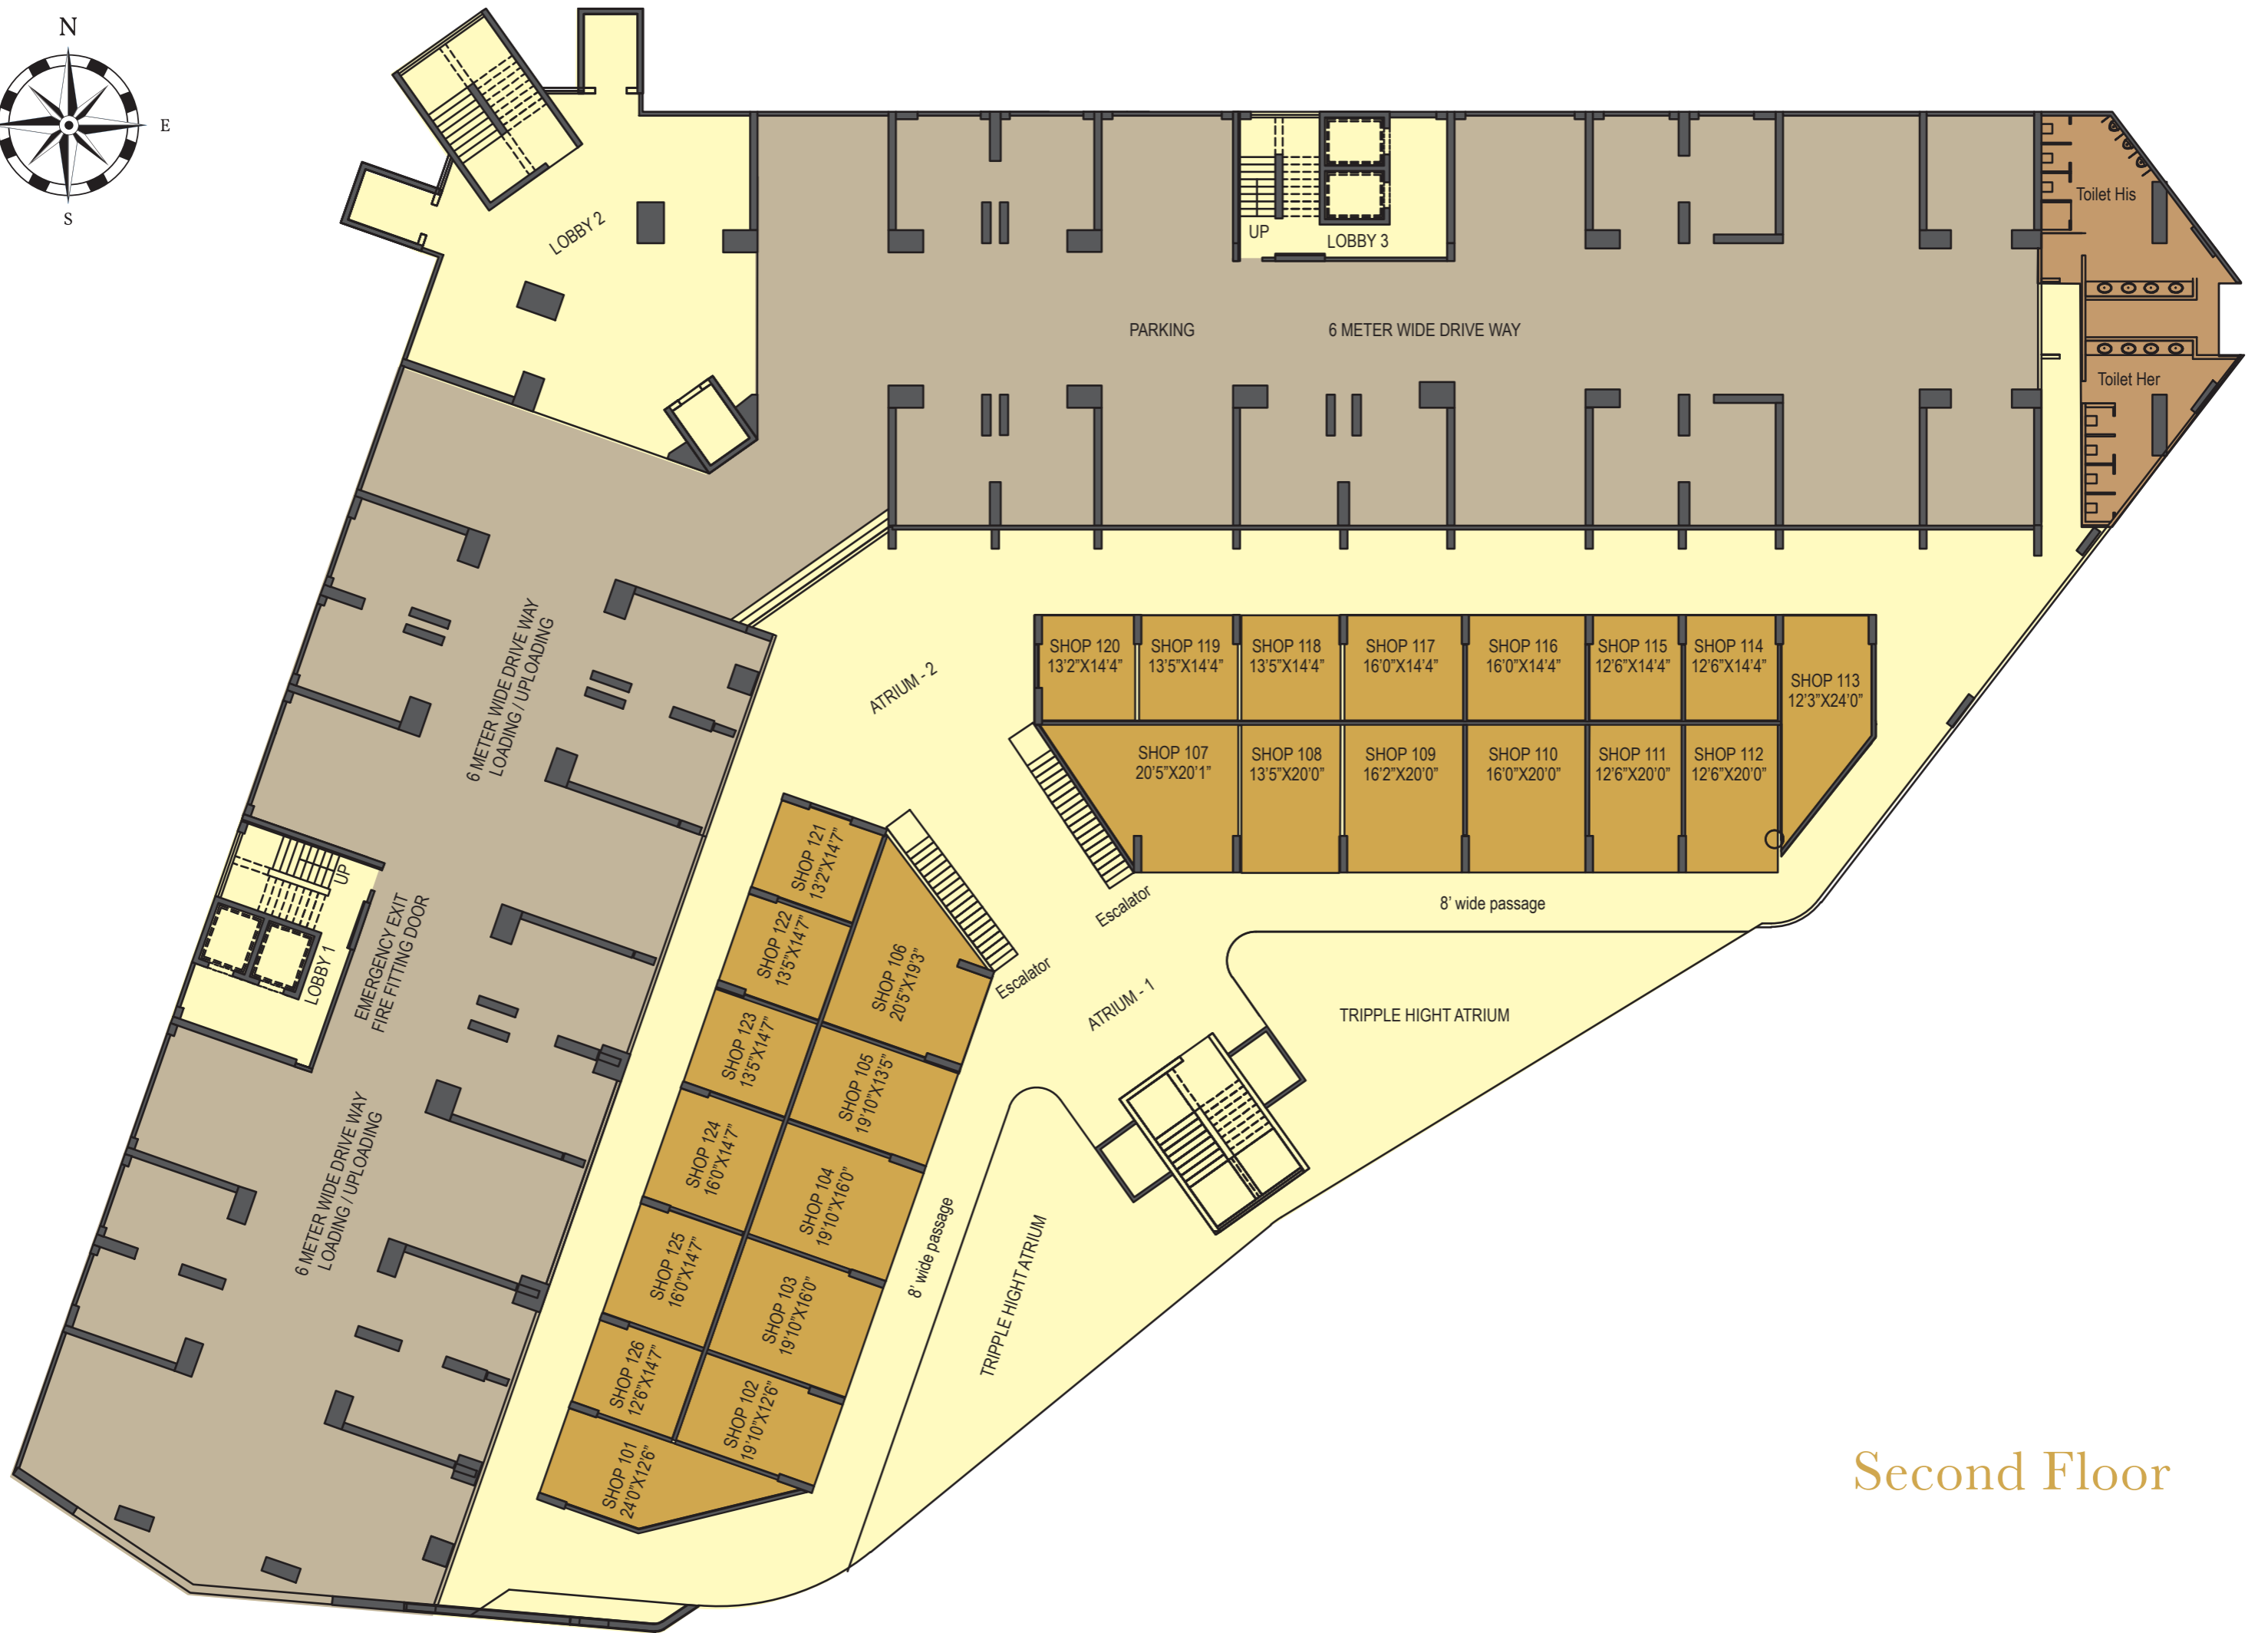 N
E
S
LOBBY 2
UP
LOBBY 3
Toilet His
PARKING
6 METER WIDE DRIVE WAY
Toilet Her
6 METER WIDE DRIVE WAY
LOADING / UPLOADING
ATRIUM - 2
SHOP 120
13'2"X14'4"
SHOP 119
13'5"X14'4"
SHOP 118
13'5"X14'4"
SHOP 117
16'0"X14'4"
SHOP 116
16'0"X14'4"
SHOP 115
12'6"X14'4"
SHOP 114
12'6"X14'4"
SHOP 113
12'3"X24'0"
SHOP 107
20'5"X20'1"
SHOP 108
13'5"X20'0"
SHOP 109
16'2"X20'0"
SHOP 110
16'0"X20'0"
SHOP 111
12'6"X20'0"
SHOP 112
12'6"X20'0"
SHOP 121
13'2"X14'7"
SHOP 122
13'5"X14'7"
SHOP 106
20'5"X19'3"
Escalator
Escalator
8' wide passage
UP
LOBBY 1
EMERGENCY EXIT
FIRE FITTING DOOR
ATRIUM - 1
TRIPPLE HIGHT ATRIUM
SHOP 123
13'5"X14'7"
SHOP 105
19'10"X13'5"
SHOP 124
16'0"X14'7"
SHOP 104
19'10"X16'0"
6 METER WIDE DRIVE WAY
LOADING / UPLOADING
SHOP 125
16'0"X14'7"
SHOP 103
19'10"X16'0"
8' wide passage
TRIPPLE HIGHT ATRIUM
SHOP 126
12'6"X14'7"
SHOP 102
19'10"X12'6"
SHOP 101
24'0"X12'6"
Second Floor